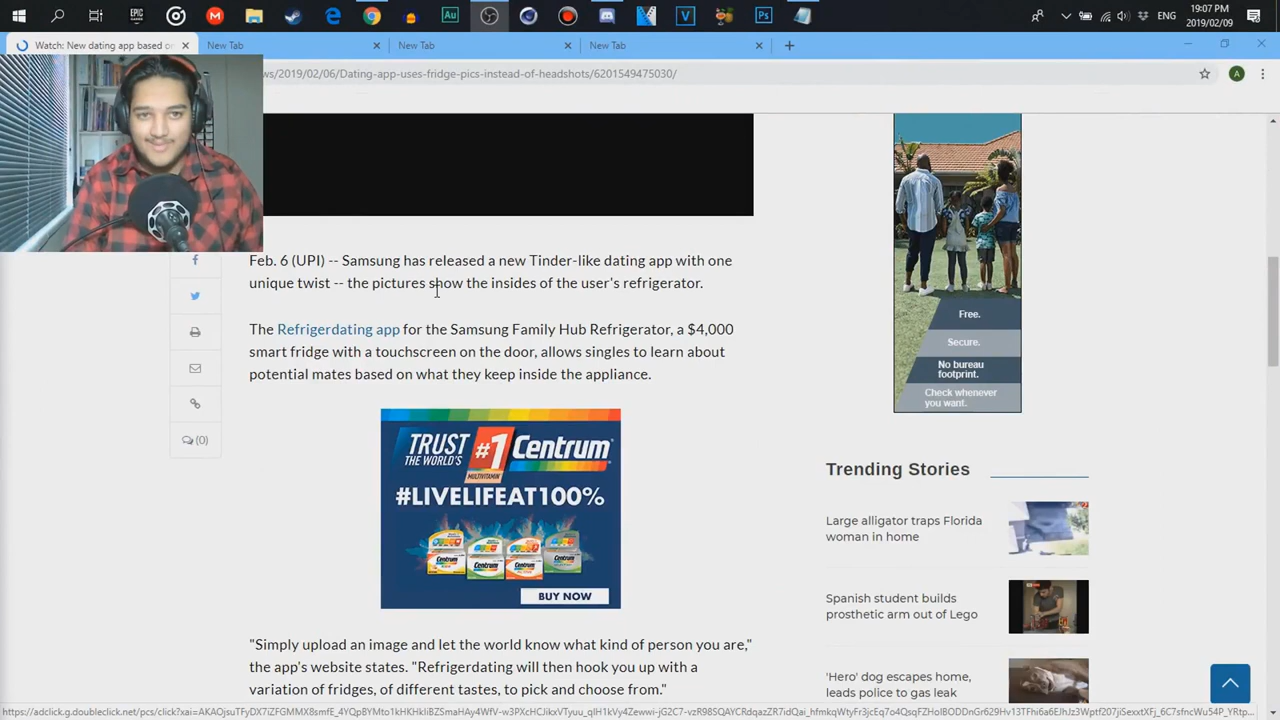 19:07 PM
ENG
2019/02/09
Watch: New dating app based o
New Tab
New Tab
New Tab
ws/2019/02/06/Dating-app-uses-fridge-pics-instead-of-headshots/6201549475030/
A
Feb. 6 (UPI) -- Samsung has released a new Tinder-like dating app with one
unique twist -- the pictures show the insides of the user's refrigerator.
The Refrigerdating app for the Samsung Family Hub Refrigerator, a $4,000
smart fridge with a touchscreen on the door, allows singles to learn about
potential mates based on what they keep inside the appliance.
(0)
TRUST
THE WORLD'S
#1
MULTIVITAMIN
Centrum
#LIVELIFEAT100%
Centrum
Centrum
Centrum
Centrum
BUY NOW
"Simply upload an image and let the world know what kind of person you are,"
the app's website states. "Refrigerdating will then hook you up with a
variation of fridges, of different tastes, to pick and choose from."
Free.
Secure.
No bureau
footprint.
Check whenever
you want.
Trending Stories
Large alligator traps Florida
woman in home
Spanish student builds
prosthetic arm out of Lego
'Hero' dog escapes home,
leads police to gas leak